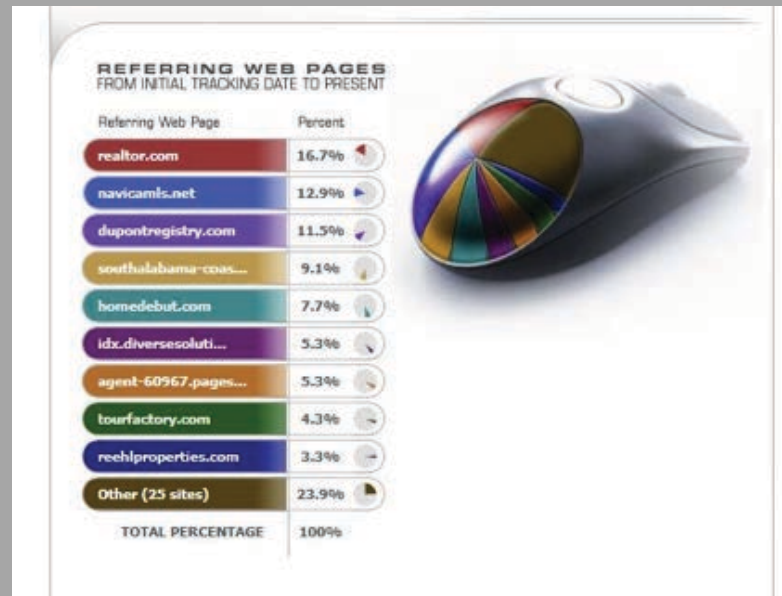 REFERRING WEB PAGES
FROM INITIAL TRACKING DATE TO PRESENT
Referring Web Page Percent
realtor.com 16.7%
navicamls.net 12.9%
dupontregistry.com 11.5%
southalabama-coas... 9.1%
homedebut.com 7.7%
idx.diversesoluti... 5.3%
agent-60967.pages... 5.3%
tourfactory.com 4.3%
reehlproperties.com 3.3%
Other (25 sites) 23.9%
TOTAL PERCENTAGE 100%